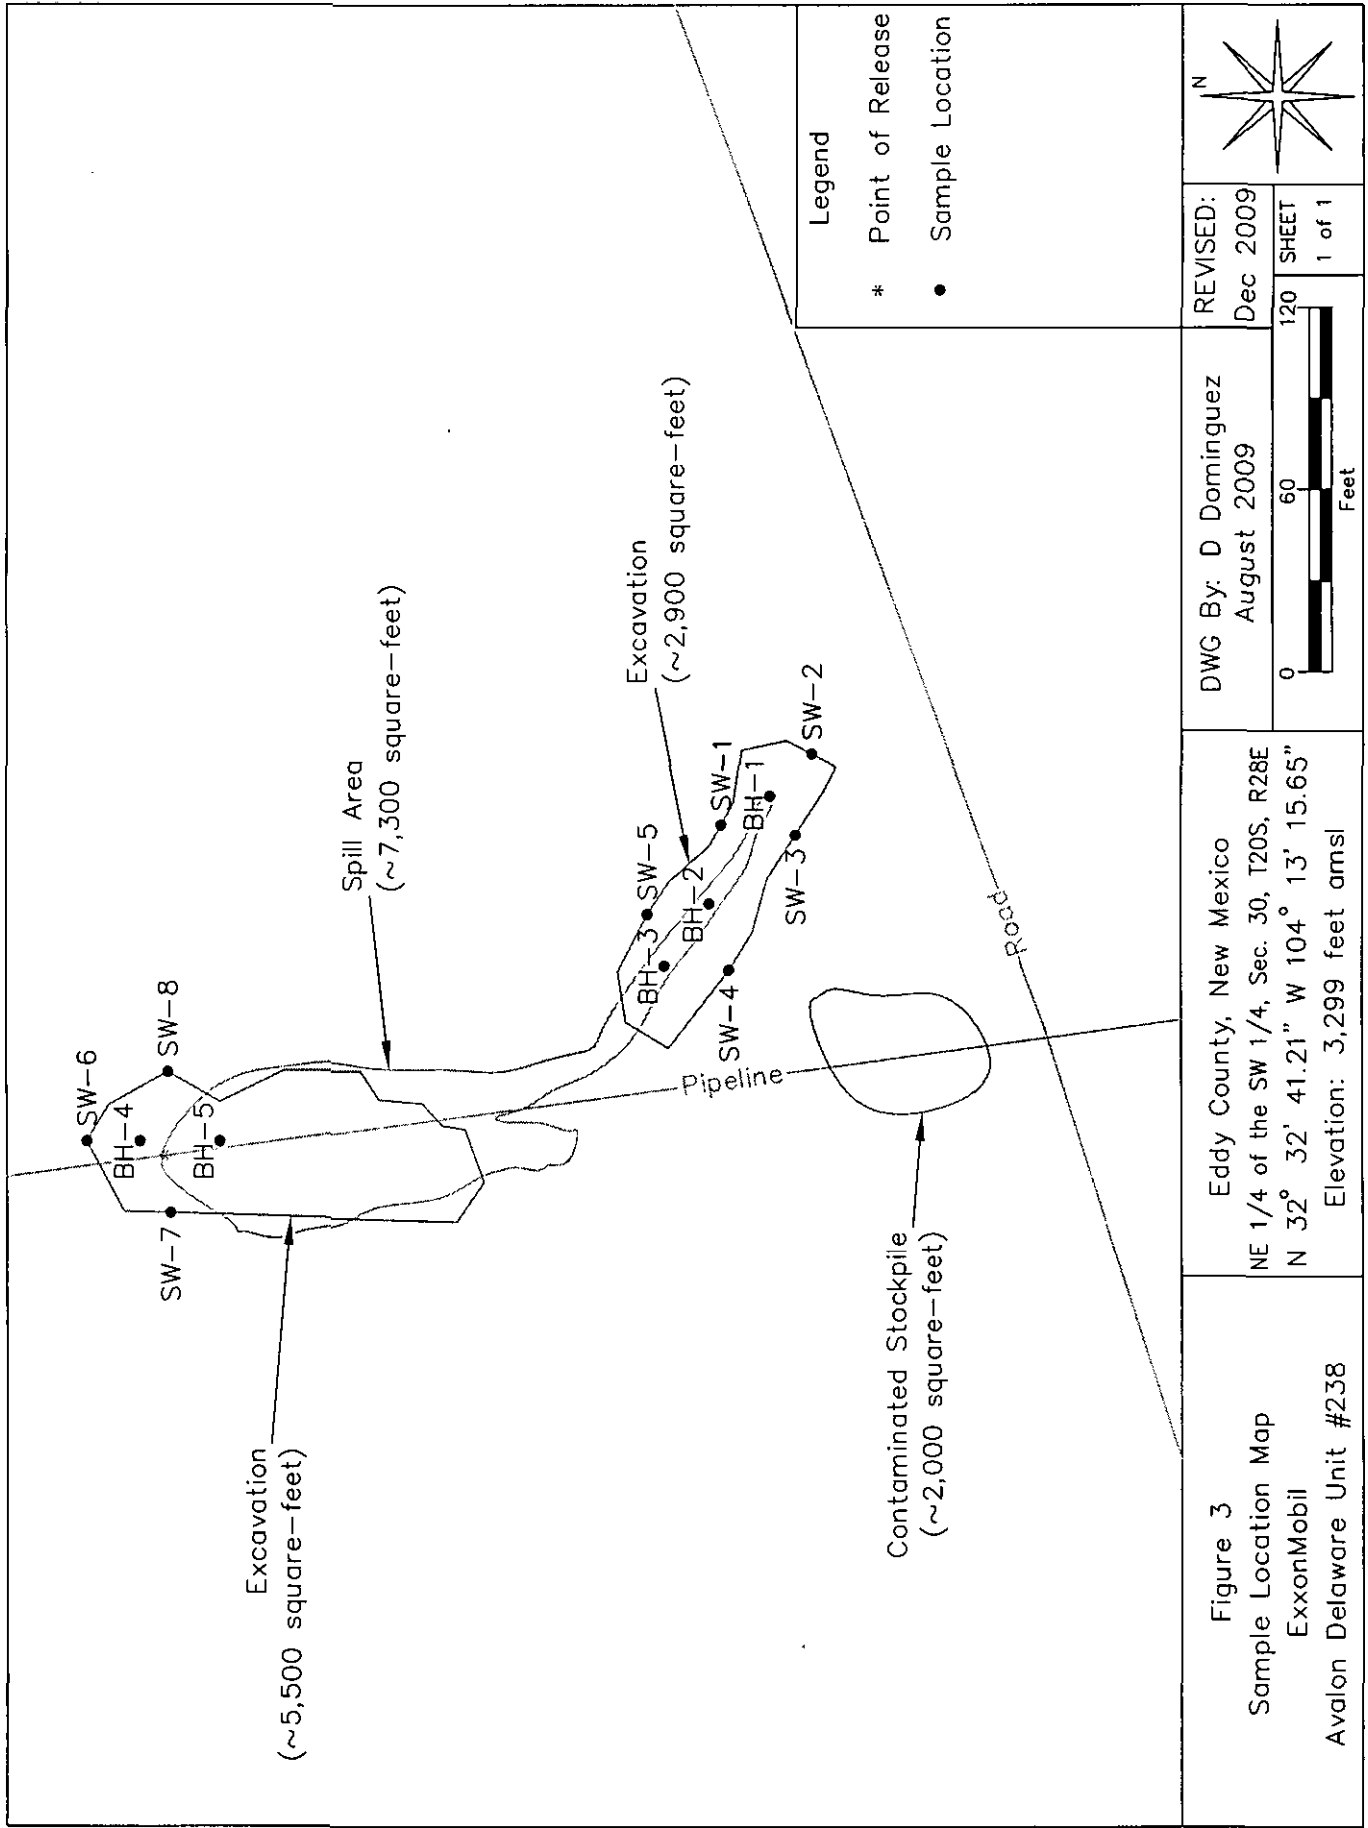 SW-6
BH-4
SW-8
SW-7
BH-5
Spill Area
(~7,300 square-feet)
Excavation
(~5,500 square-feet)
Excavation
(~2,900 square-feet)
SW-5
SW-1
BH-3
BH-2
BH-1
SW-4
SW-3
SW-2
Pipeline
Road
Contaminated Stockpile
(~2,000 square-feet)
Legend
* Point of Release
● Sample Location
Figure 3
Sample Location Map
ExxonMobil
Avalon Delaware Unit #238
Eddy County, New Mexico
NE 1/4 of the SW 1/4, Sec. 30, T20S, R28E
N 32° 32' 41.21" W 104° 13' 15.65"
Elevation: 3,299 feet amsl
DWG By: D Dominguez
August 2009
REVISED:
Dec 2009
0 60 120
Feet
SHEET
1 of 1
N